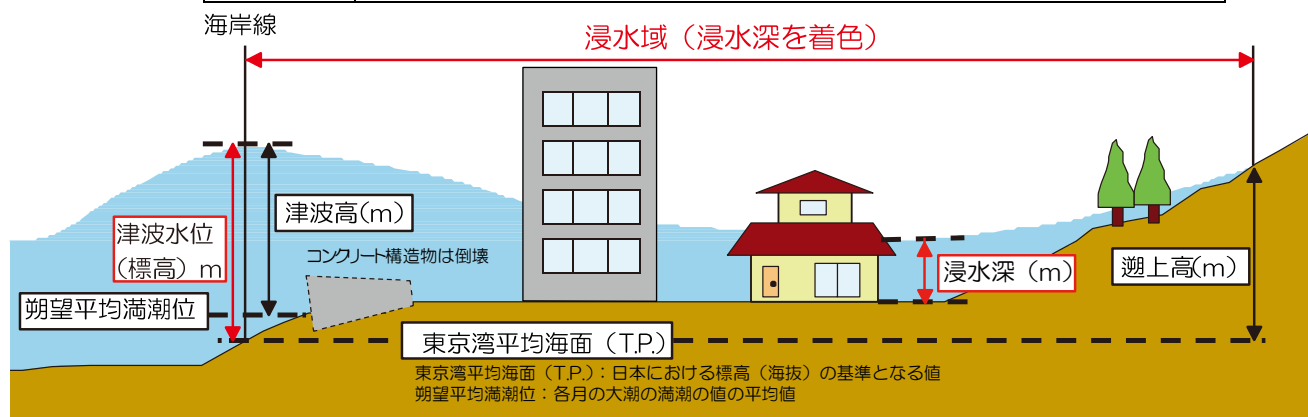 海岸線
浸水域（浸水深を着色）
津波高(m)
津波水位
（標高）m
コンクリート構造物は倒壊
朔望平均満潮位
浸水深（m）
遡上高(m)
東京湾平均海面（T.P.）
東京湾平均海面（T.P.）：日本における標高（海抜）の基準となる値
朔望平均満潮位：各月の大潮の満潮の値の平均値